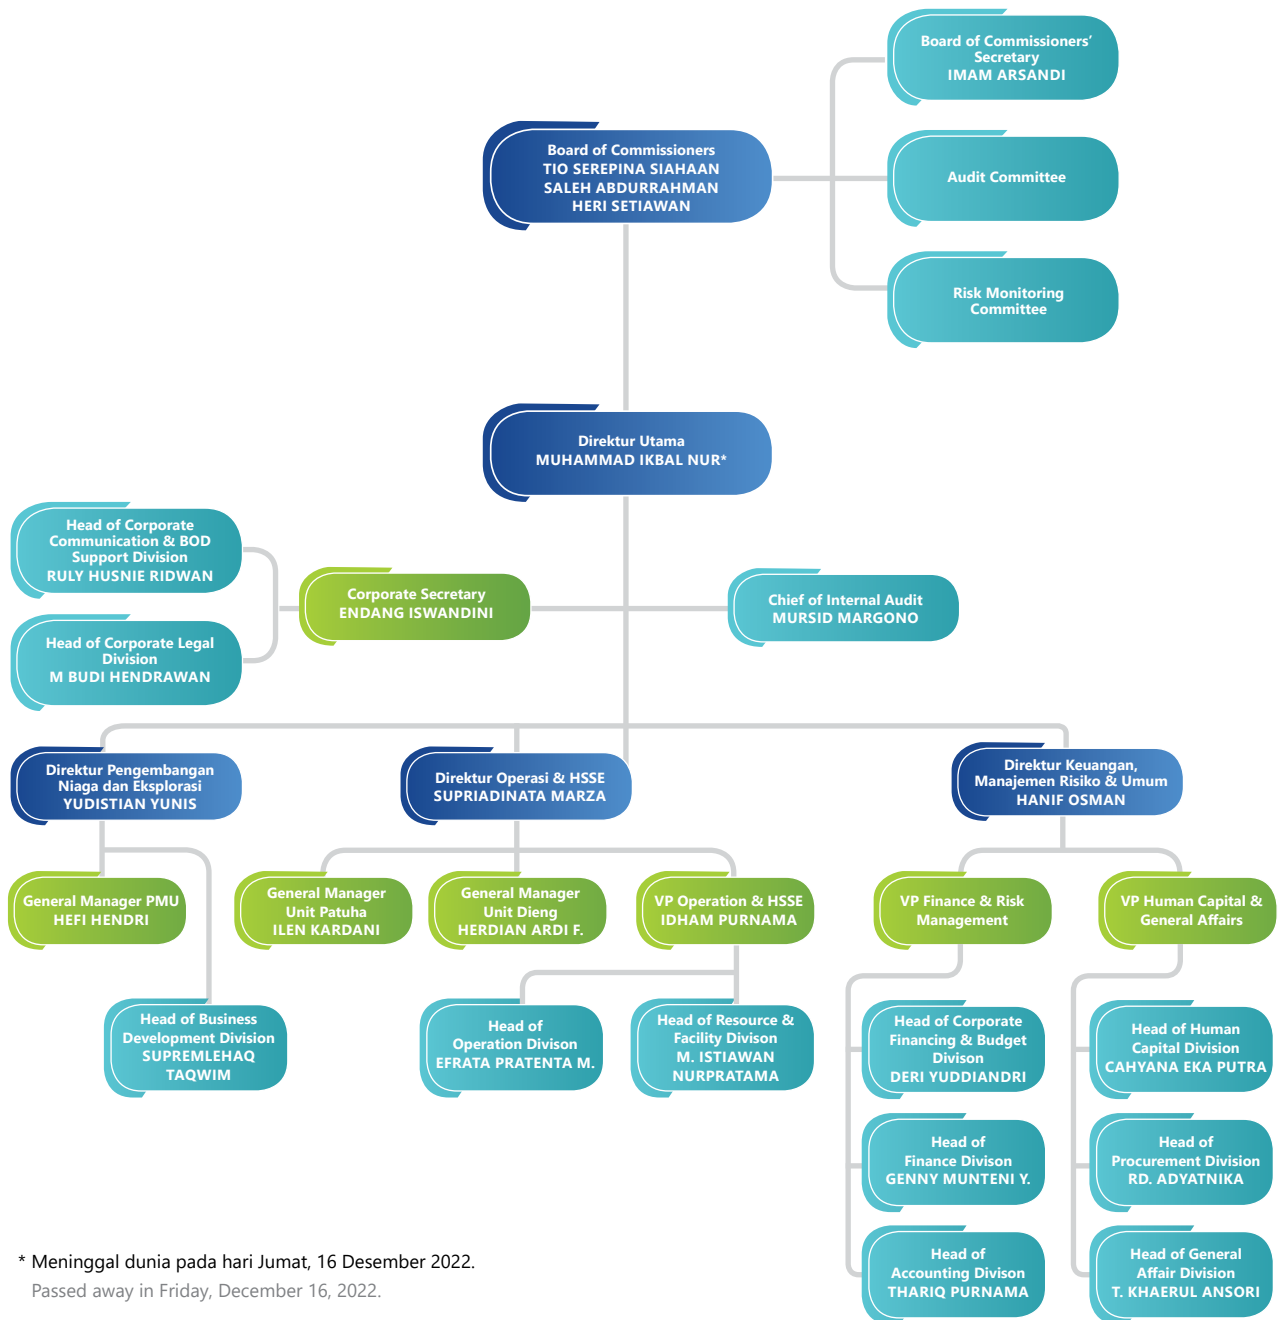 Board of Commissioners'
Secretary
IMAM ARSANDI
Board of Commissioners
TIO SEREPINA SIAHAAN
SALEH ABDURRAHMAN
HERI SETIAWAN
Audit Committee
Risk Monitoring
Committee
Direktur Utama
MUHAMMAD IKBAL NUR*
Head of Corporate
Communication & BOD
Support Division
RULY HUSNIE RIDWAN
Corporate Secretary
ENDANG ISWANDINI
Chief of Internal Audit
MURSID MARGONO
Head of Corporate Legal
Division
M BUDI HENDRAWAN
Direktur Pengembangan
Niaga dan Eksplorasi
YUDISTIAN YUNIS
Direktur Operasi & HSSE
SUPRIADINATA MARZA
Direktur Keuangan,
Manajemen Risiko & Umum
HANIF OSMAN
General Manager PMU
HEFI HENDRI
General Manager
Unit Patuha
ILEN KARDANI
General Manager
Unit Dieng
HERDIAN ARDI F.
VP Operation & HSSE
IDHAM PURNAMA
VP Finance & Risk
Management
VP Human Capital &
General Affairs
Head of Business
Development Division
SUPREMLEHAQ
TAQWIM
Head of
Operation Divison
EFRATA PRATENTA M.
Head of Resource &
Facility Divison
M. ISTIAWAN
NURPRATAMA
Head of Corporate
Financing & Budget
Divison
DERI YUDDIANDRI
Head of Human
Capital Division
CAHYANA EKA PUTRA
Head of
Finance Divison
GENNY MUNTENI Y.
Head of
Procurement Division
RD. ADYATNIKA
Head of
Accounting Divison
THARIQ PURNAMA
Head of General
Affair Division
T. KHAERUL ANSORI
* Meninggal dunia pada hari Jumat, 16 Desember 2022.
Passed away in Friday, December 16, 2022.